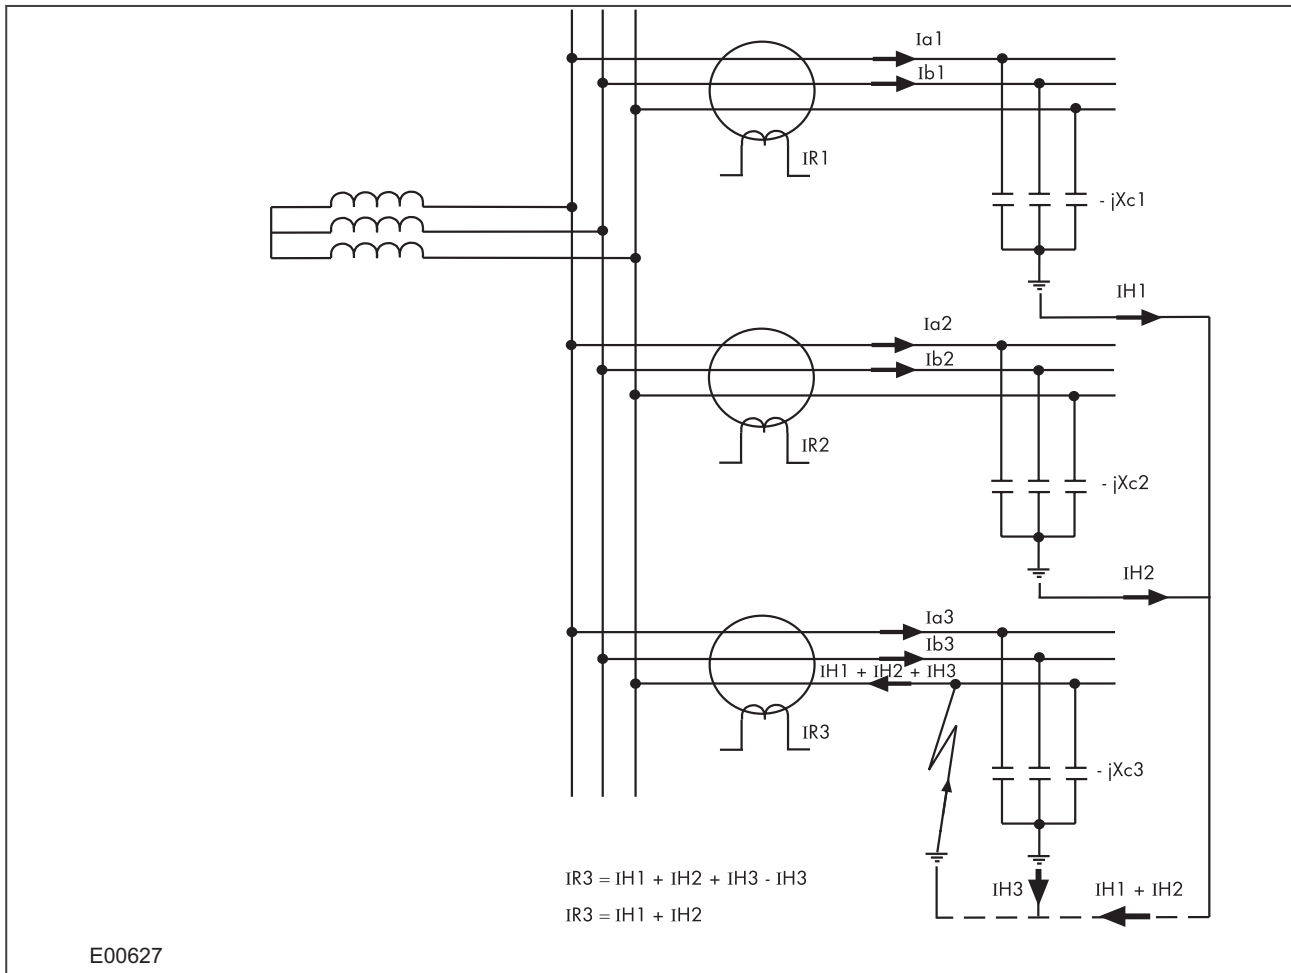 Ia1
Ib1
IR1
- jXc1
IH1
Ia2
Ib2
IR2
- jXc2
IH2
Ia3
Ib3
IH1 + IH2 + IH3
IR3
- jXc3
IR3 = IH1 + IH2 + IH3 - IH3
IH3
IH1 + IH2
IR3 = IH1 + IH2
E00627